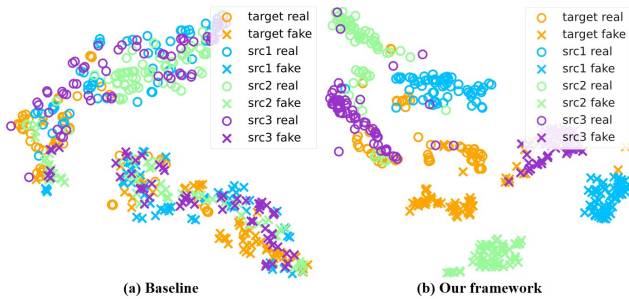 target real
target fake
src1 real
src1 fake
src2 real
src2 fake
src3 real
src3 fake
target real
target fake
src1 real
src1 fake
src2 real
src2 fake
src3 real
src3 fake
(a) Baseline
(b) Our framework